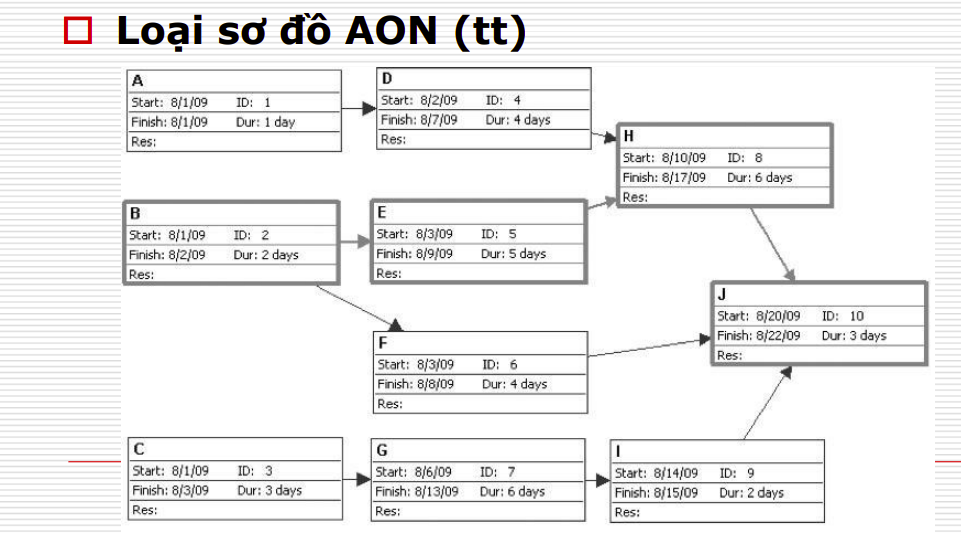 Loại sơ đồ AON (tt)
A
Start: 8/1/09 ID: 1
Finish: 8/1/09 Dur: 1 day
Res:
D
Start: 8/2/09 ID: 4
Finish: 8/7/09 Dur: 4 days
Res:
H
Start: 8/10/09 ID: 8
Finish: 8/17/09 Dur: 6 days
Res:
B
Start: 8/1/09 ID: 2
Finish: 8/2/09 Dur: 2 days
Res:
E
Start: 8/3/09 ID: 5
Finish: 8/9/09 Dur: 5 days
Res:
J
Start: 8/20/09 ID: 10
Finish: 8/22/09 Dur: 3 days
Res:
F
Start: 8/3/09 ID: 6
Finish: 8/8/09 Dur: 4 days
Res:
C
Start: 8/1/09 ID: 3
Finish: 8/3/09 Dur: 3 days
Res:
G
Start: 8/6/09 ID: 7
Finish: 8/13/09 Dur: 6 days
Res:
I
Start: 8/14/09 ID: 9
Finish: 8/15/09 Dur: 2 days
Res: